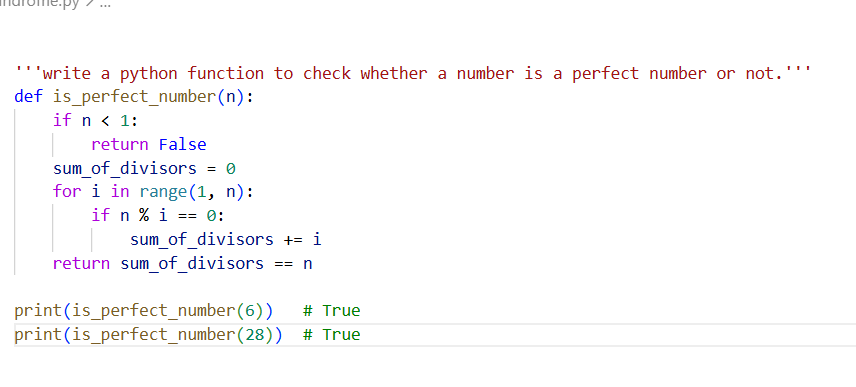 ndrome.py > ...
'''write a python function to check whether a number is a perfect number or not.'''
def is_perfect_number(n):
    if n < 1:
        return False
    sum_of_divisors = 0
    for i in range(1, n):
        if n % i == 0:
            sum_of_divisors += i
    return sum_of_divisors == n
print(is_perfect_number(6))   # True
print(is_perfect_number(28))  # True